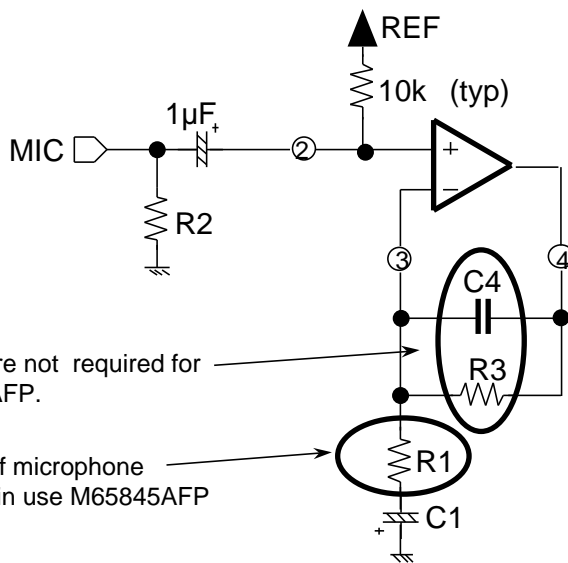 REF
10k (typ)
1µF
+
MIC
2
+
−
R2
3
4
C4
not required for
R3
AFP.
microphone
R1
in use M65845AFP
C1
+